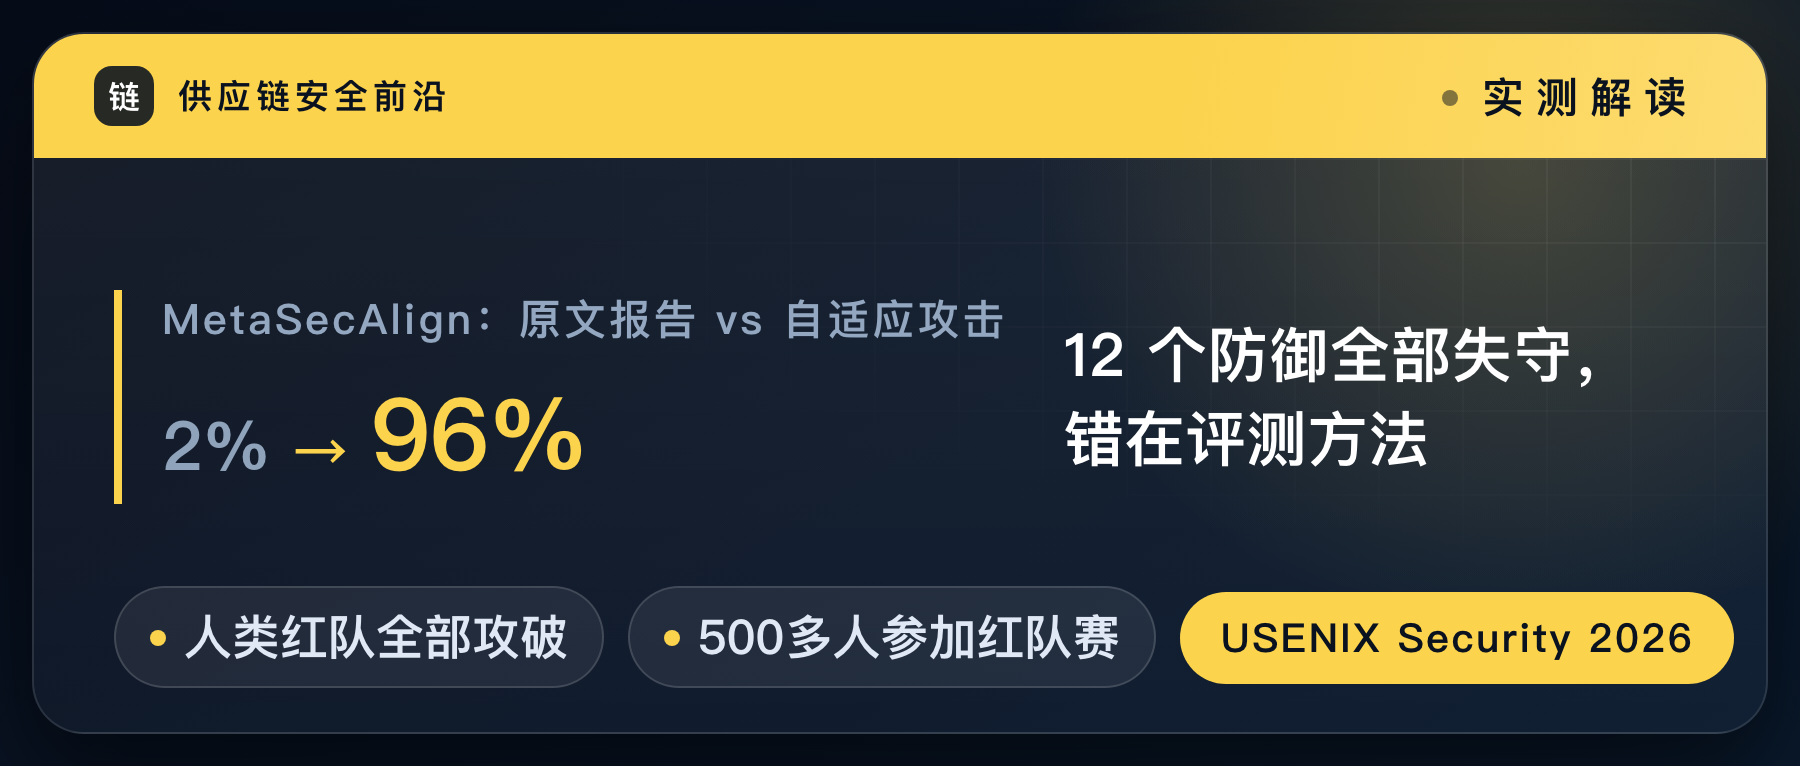 链 供应链安全前沿
实测解读
MetaSecAlign：原文报告 vs 自适应攻击
2% → 96%
12 个防御全部失守，
错在评测方法
人类红队全部攻破
500多人参加红队赛
USENIX Security 2026